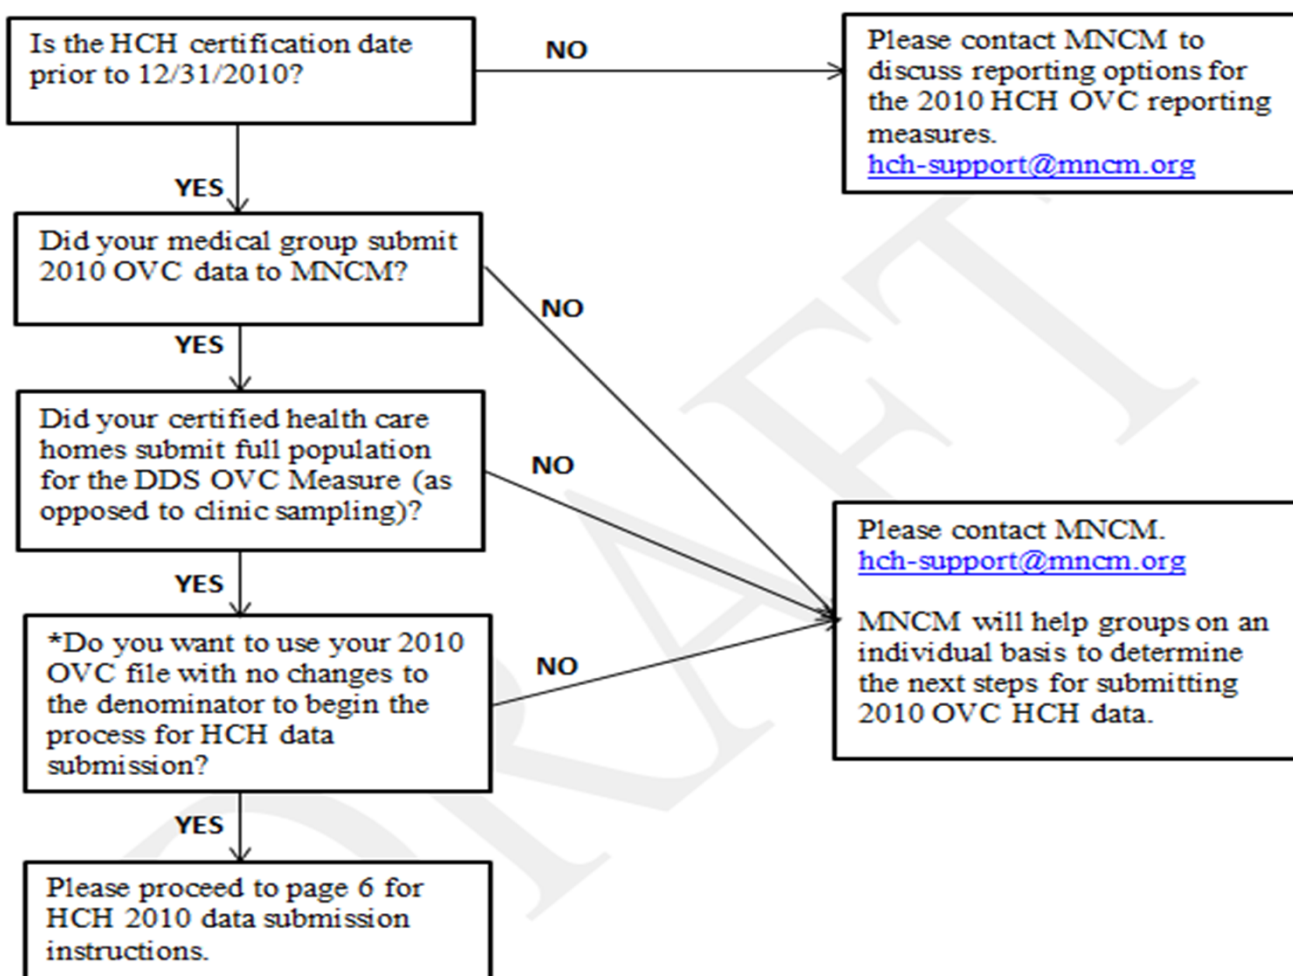 Is the HCH certification date
prior to 12/31/2010?
NO
Please contact MNCM to
discuss reporting options for
the 2010 HCH OVC reporting
measures.
hch-support@mncm.org
YES
Did your medical group submit
2010 OVC data to MNCM?
NO
YES
Did your certified health care
homes submit full population
for the DDS OVC Measure (as
opposed to clinic sampling)?
NO
Please contact MNCM.
hch-support@mncm.org
MNCM will help groups on an
individual basis to determine
the next steps for submitting
2010 OVC HCH data.
YES
*Do you want to use your 2010
OVC file with no changes to
the denominator to begin the
process for HCH data
submission?
NO
YES
Please proceed to page 6 for
HCH 2010 data submission
instructions.
DRAFT